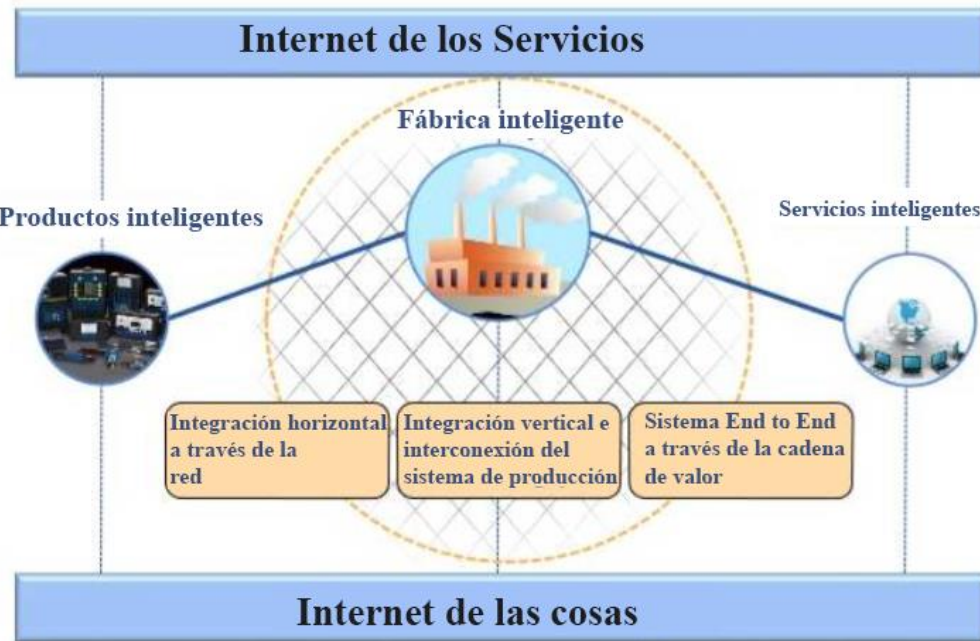 Internet de los Servicios
Fábrica inteligente
Productos inteligentes
Servicios inteligentes
Integración horizontal
a través de la
red
Integración vertical e
interconexión del
sistema de producción
Sistema End to End
a través de la cadena
de valor
Internet de las cosas